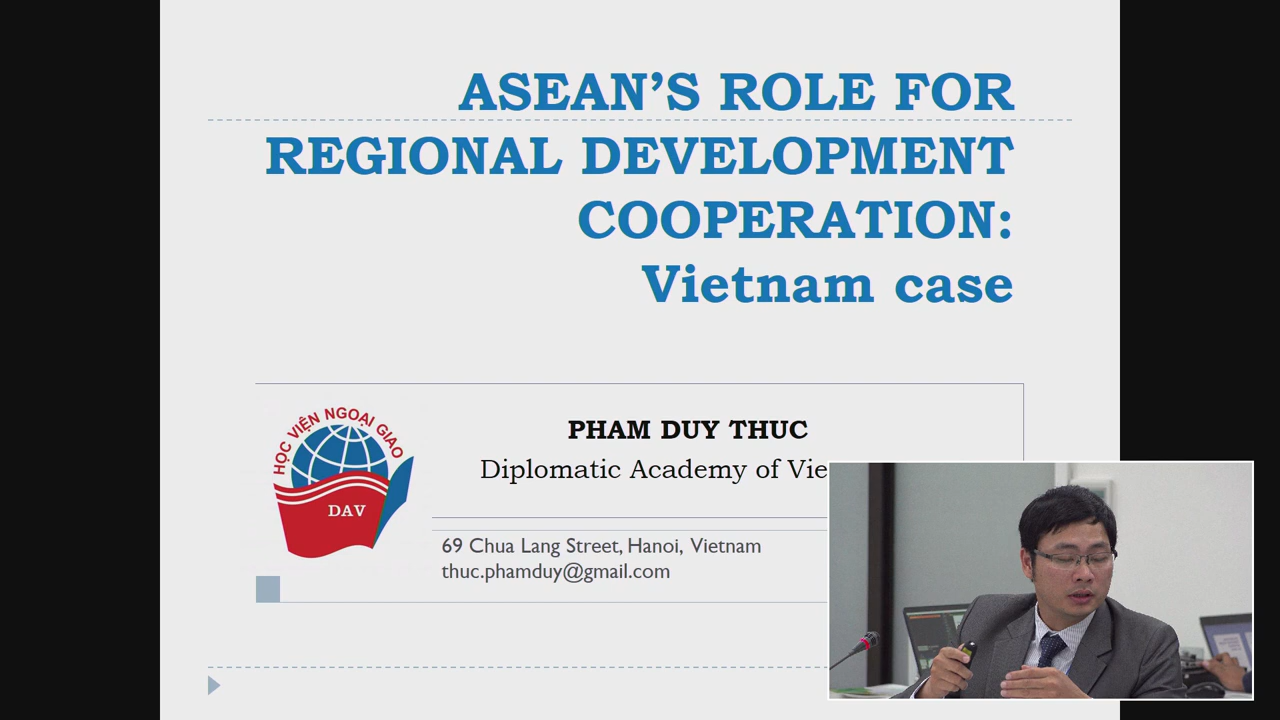 ASEAN’S ROLE FOR
REGIONAL DEVELOPMENT
COOPERATION:
Vietnam case
HỌC VIỆN NGOẠI GIAO
DAV
PHAM DUY THUC
Diplomatic Academy of Vie
69 Chua Lang Street, Hanoi, Vietnam
thuc.phamduy@gmail.com